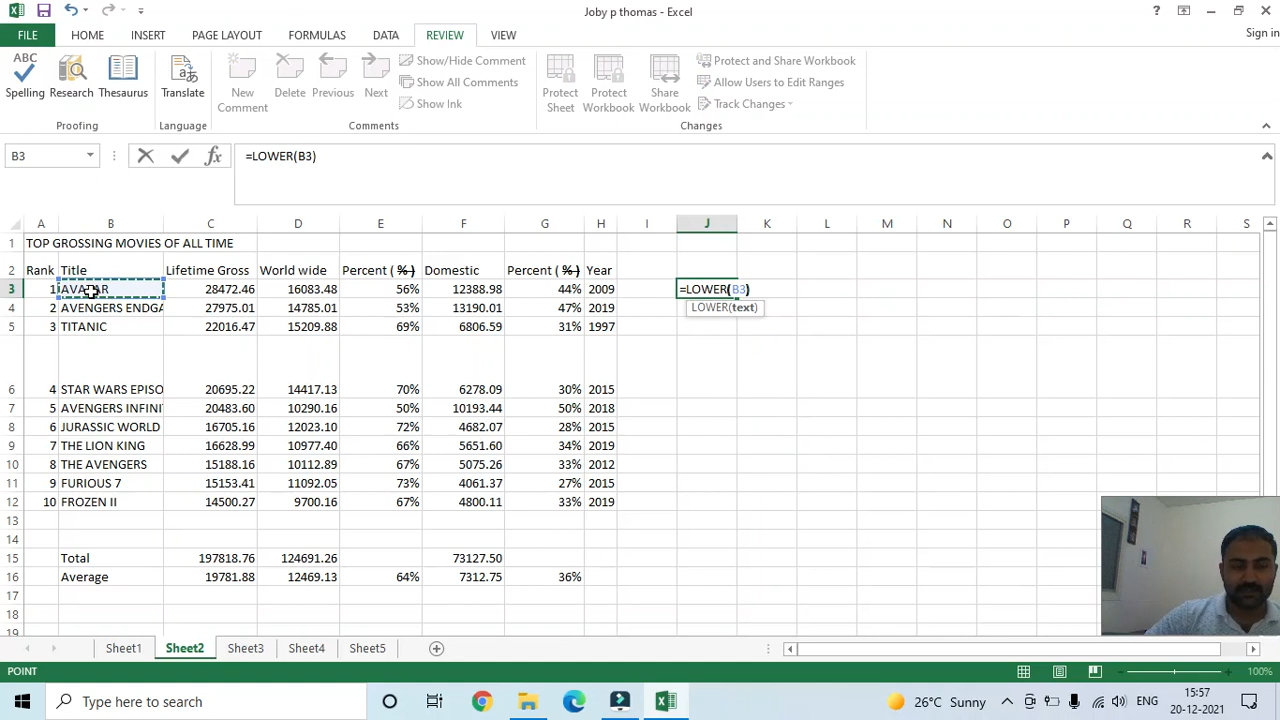 Joby p thomas - Excel
?
Sign in
FILE HOME INSERT PAGE LAYOUT FORMULAS DATA REVIEW VIEW
ABC
Spelling Research Thesaurus Translate New Comment Delete Previous Next
Show/Hide Comment
Show All Comments
Show Ink
Protect Sheet Protect Workbook Share Workbook
Protect and Share Workbook
Allow Users to Edit Ranges
Track Changes
Proofing Language Comments Changes
B3 fx =LOWER(B3)
A B C D E F G H I J K L M N O P Q R S
1 TOP GROSSING MOVIES OF ALL TIME
2 Rank Title Lifetime Gross World wide Percent ( % ) Domestic Percent ( % ) Year
3 1 AVATAR 28472.46 16083.48 56% 12388.98 44% 2009 =LOWER(B3)
LOWER(text)
4 2 AVENGERS ENDGA 27975.01 14785.01 53% 13190.01 47% 2019
5 3 TITANIC 22016.47 15209.88 69% 6806.59 31% 1997
6 4 STAR WARS EPISO 20695.22 14417.13 70% 6278.09 30% 2015
7 5 AVENGERS INFINI 20483.60 10290.16 50% 10193.44 50% 2018
8 6 JURASSIC WORLD 16705.16 12023.10 72% 4682.07 28% 2015
9 7 THE LION KING 16628.99 10977.40 66% 5651.60 34% 2019
10 8 THE AVENGERS 15188.16 10112.89 67% 5075.26 33% 2012
11 9 FURIOUS 7 15153.41 11092.05 73% 4061.37 27% 2015
12 10 FROZEN II 14500.27 9700.16 67% 4800.11 33% 2019
13
14
15 Total 197818.76 124691.26 73127.50
16 Average 19781.88 12469.13 64% 7312.75 36%
17
18
19
Sheet1 Sheet2 Sheet3 Sheet4 Sheet5
POINT 100%
Type here to search
26°C Sunny ENG 15:57
20-12-2021